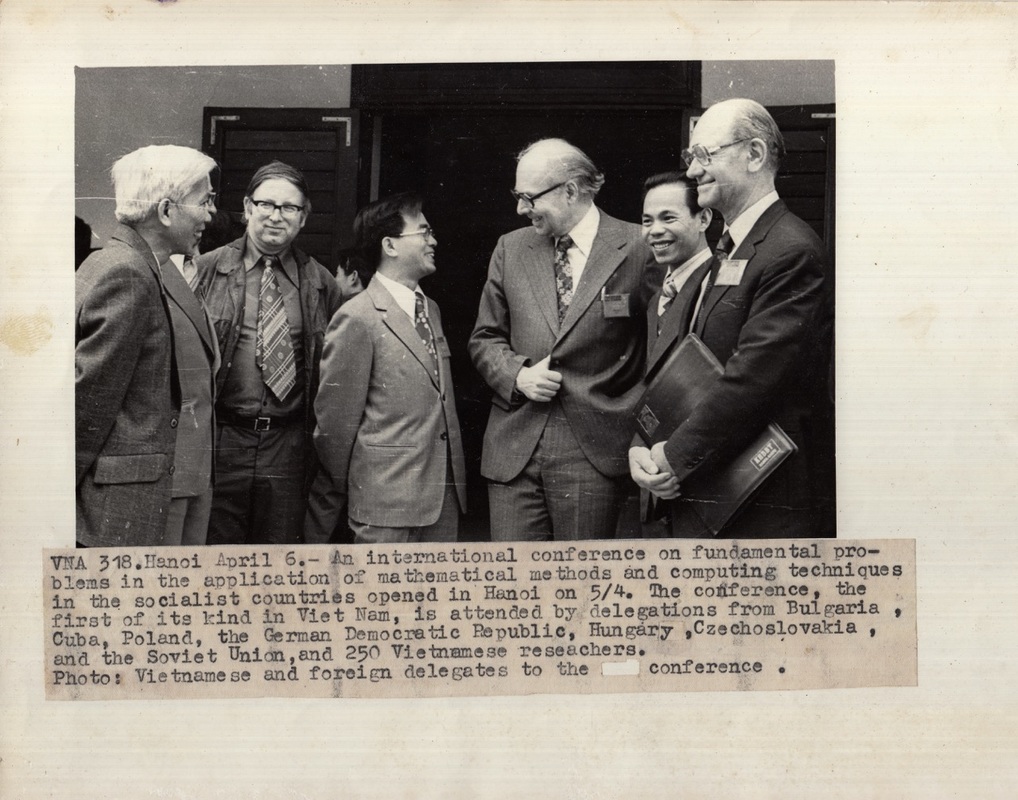 VNA 318.Hanoi April 6.- An international conference on fundamental pro-
blems in the application of mathematical methods and computing techniques
in the socialist countries opened in Hanoi on 5/4. The conference, the
first of its kind in Viet Nam, is attended by delegations from Bulgaria ,
Cuba, Poland, the German Democratic Republic, Hungary ,Czechoslovakia ,
and the Soviet Union,and 250 Vietnamese reseachers.
Photo: Vietnamese and foreign delegates to the conference .